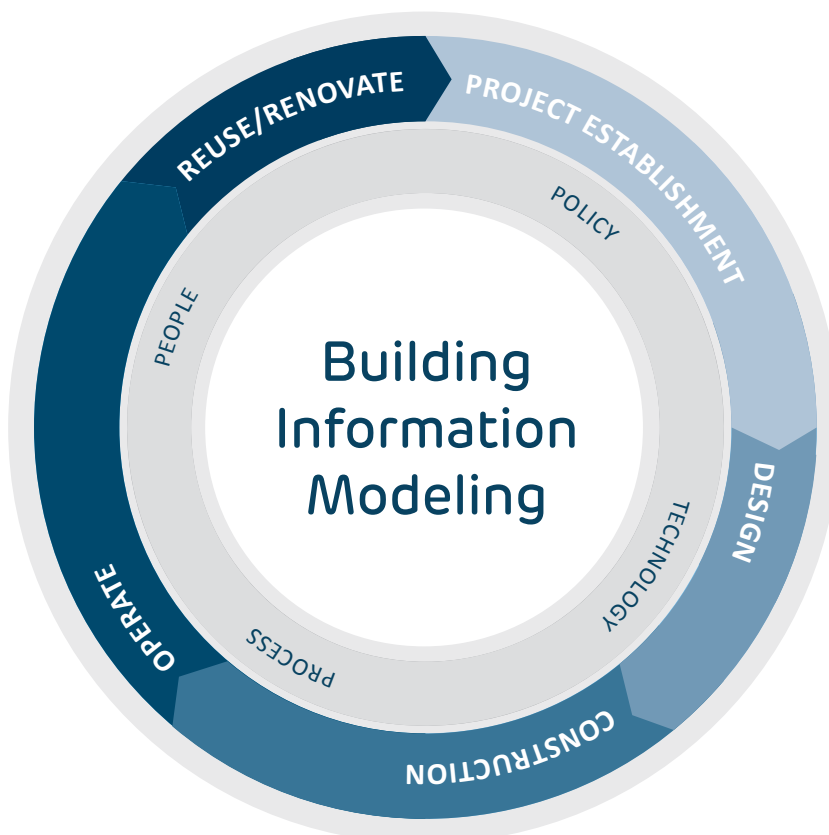 REUSE/RENOVATE
PROJECT ESTABLISHMENT
DESIGN
CONSTRUCTION
OPERATE
POLICY
TECHNOLOGY
PROCESS
PEOPLE
Building
Information
Modeling